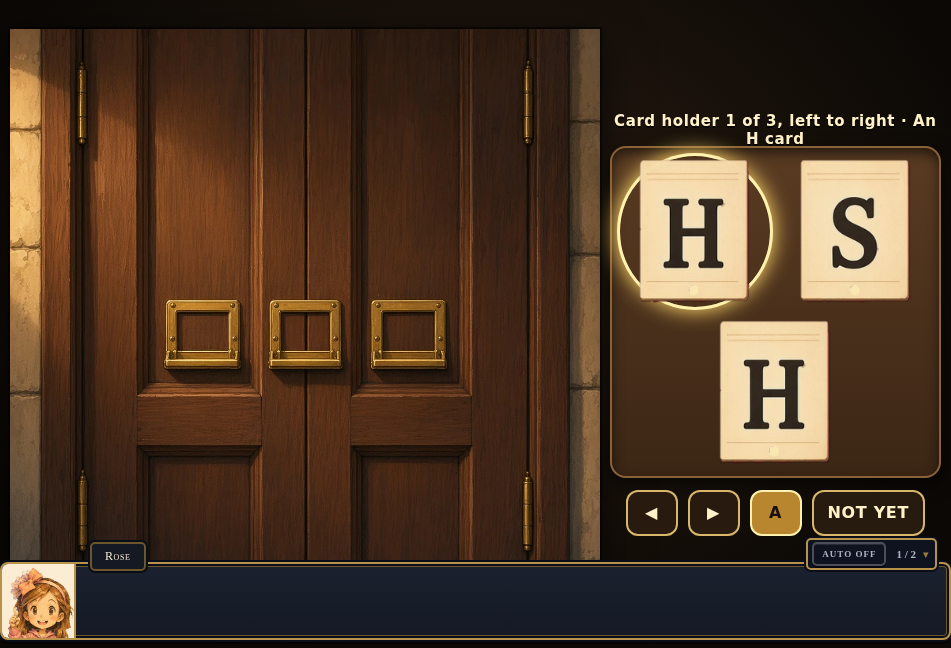 Card holder 1 of 3, left to right · An
H card
H S
H
◀ ▶ A NOT YET
Rose
AUTO OFF 1 / 2 ▼